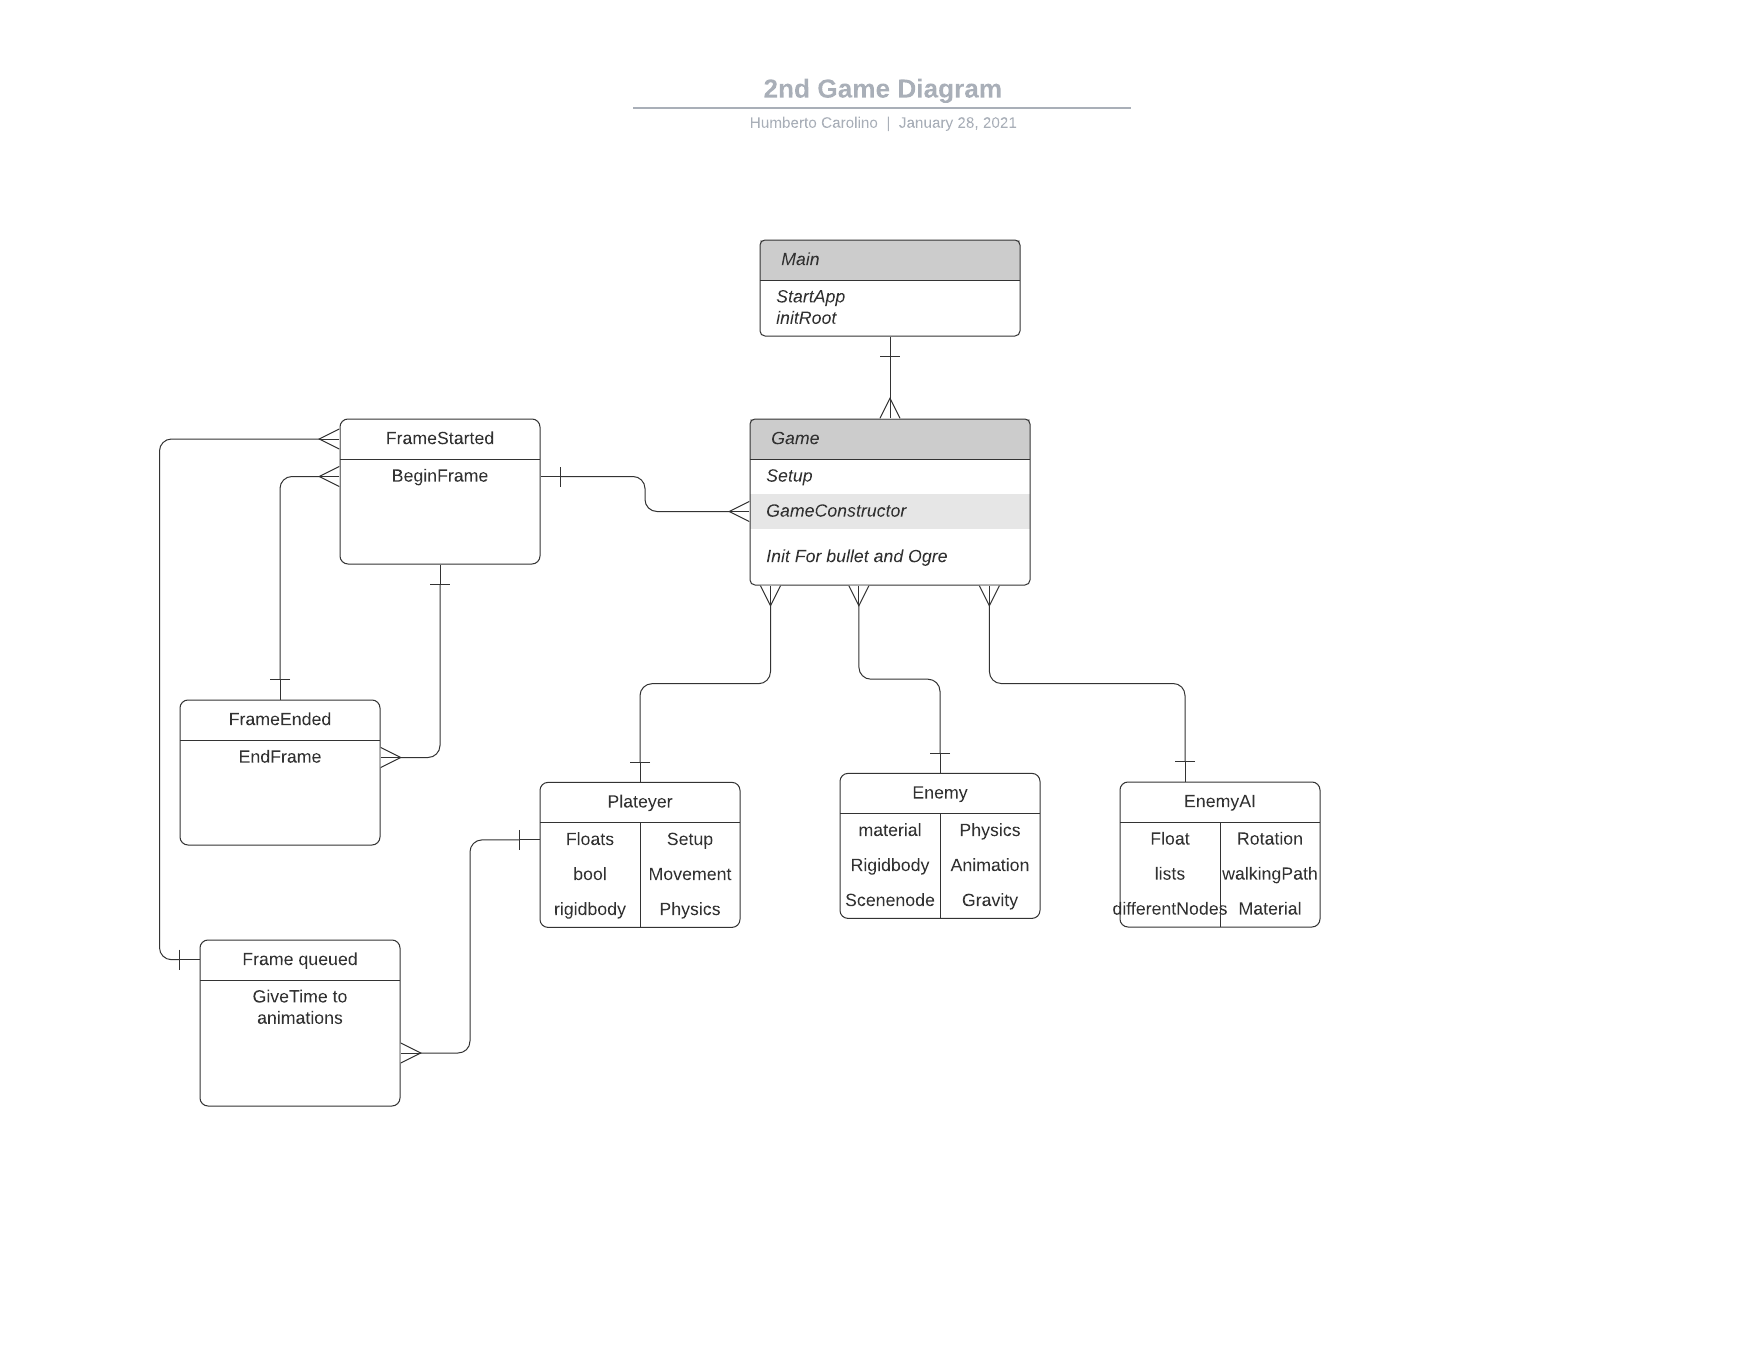 2nd Game Diagram
Humberto Carolino | January 28, 2021
Main
StartApp
initRoot
FrameStarted
BeginFrame
Game
Setup
GameConstructor
Init For bullet and Ogre
FrameEnded
EndFrame
Plateyer
Floats Setup
bool Movement
rigidbody Physics
Enemy
material Physics
Rigidbody Animation
Scenenode Gravity
EnemyAI
Float Rotation
lists walkingPath
differentNodes Material
Frame queued
GiveTime to
animations